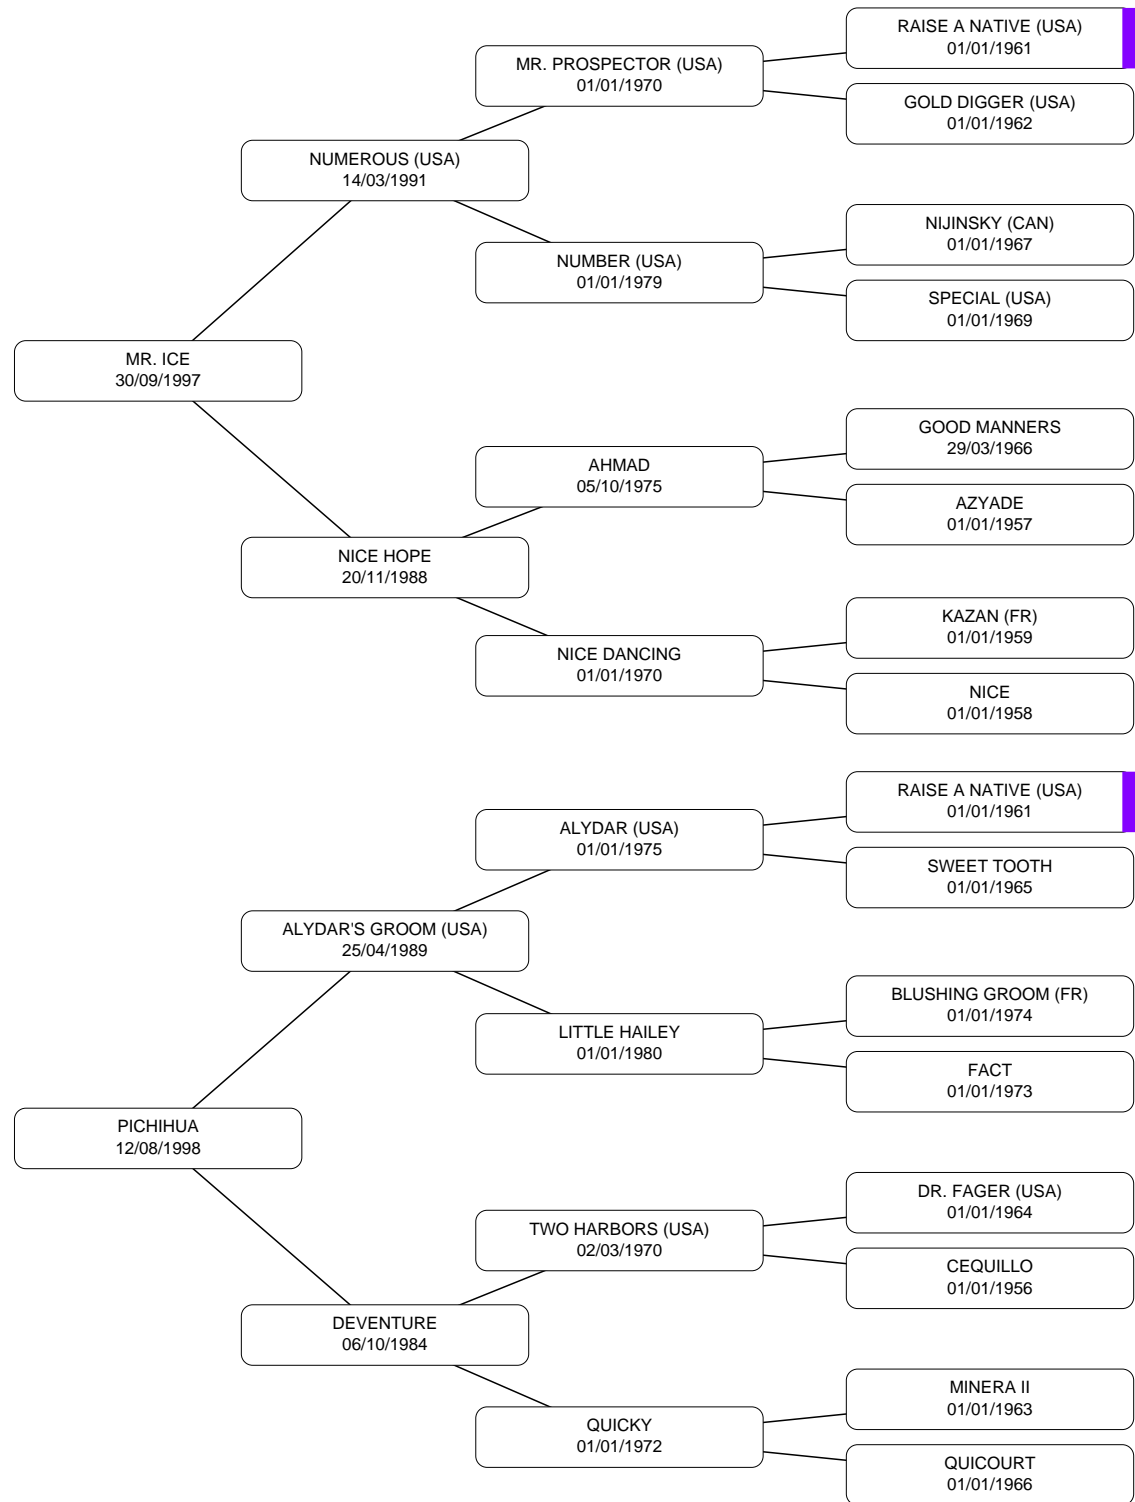 RAISE A NATIVE (USA)
01/01/1961
MR. PROSPECTOR (USA)
01/01/1970
GOLD DIGGER (USA)
01/01/1962
NUMEROUS (USA)
14/03/1991
NIJINSKY (CAN)
01/01/1967
NUMBER (USA)
01/01/1979
SPECIAL (USA)
01/01/1969
MR. ICE
30/09/1997
GOOD MANNERS
29/03/1966
AHMAD
05/10/1975
AZYADE
01/01/1957
NICE HOPE
20/11/1988
KAZAN (FR)
01/01/1959
NICE DANCING
01/01/1970
NICE
01/01/1958
RAISE A NATIVE (USA)
01/01/1961
ALYDAR (USA)
01/01/1975
SWEET TOOTH
01/01/1965
ALYDAR'S GROOM (USA)
25/04/1989
BLUSHING GROOM (FR)
01/01/1974
LITTLE HAILEY
01/01/1980
FACT
01/01/1973
PICHIHUA
12/08/1998
DR. FAGER (USA)
01/01/1964
TWO HARBORS (USA)
02/03/1970
CEQUILLO
01/01/1956
DEVENTURE
06/10/1984
MINERA II
01/01/1963
QUICKY
01/01/1972
QUICOURT
01/01/1966